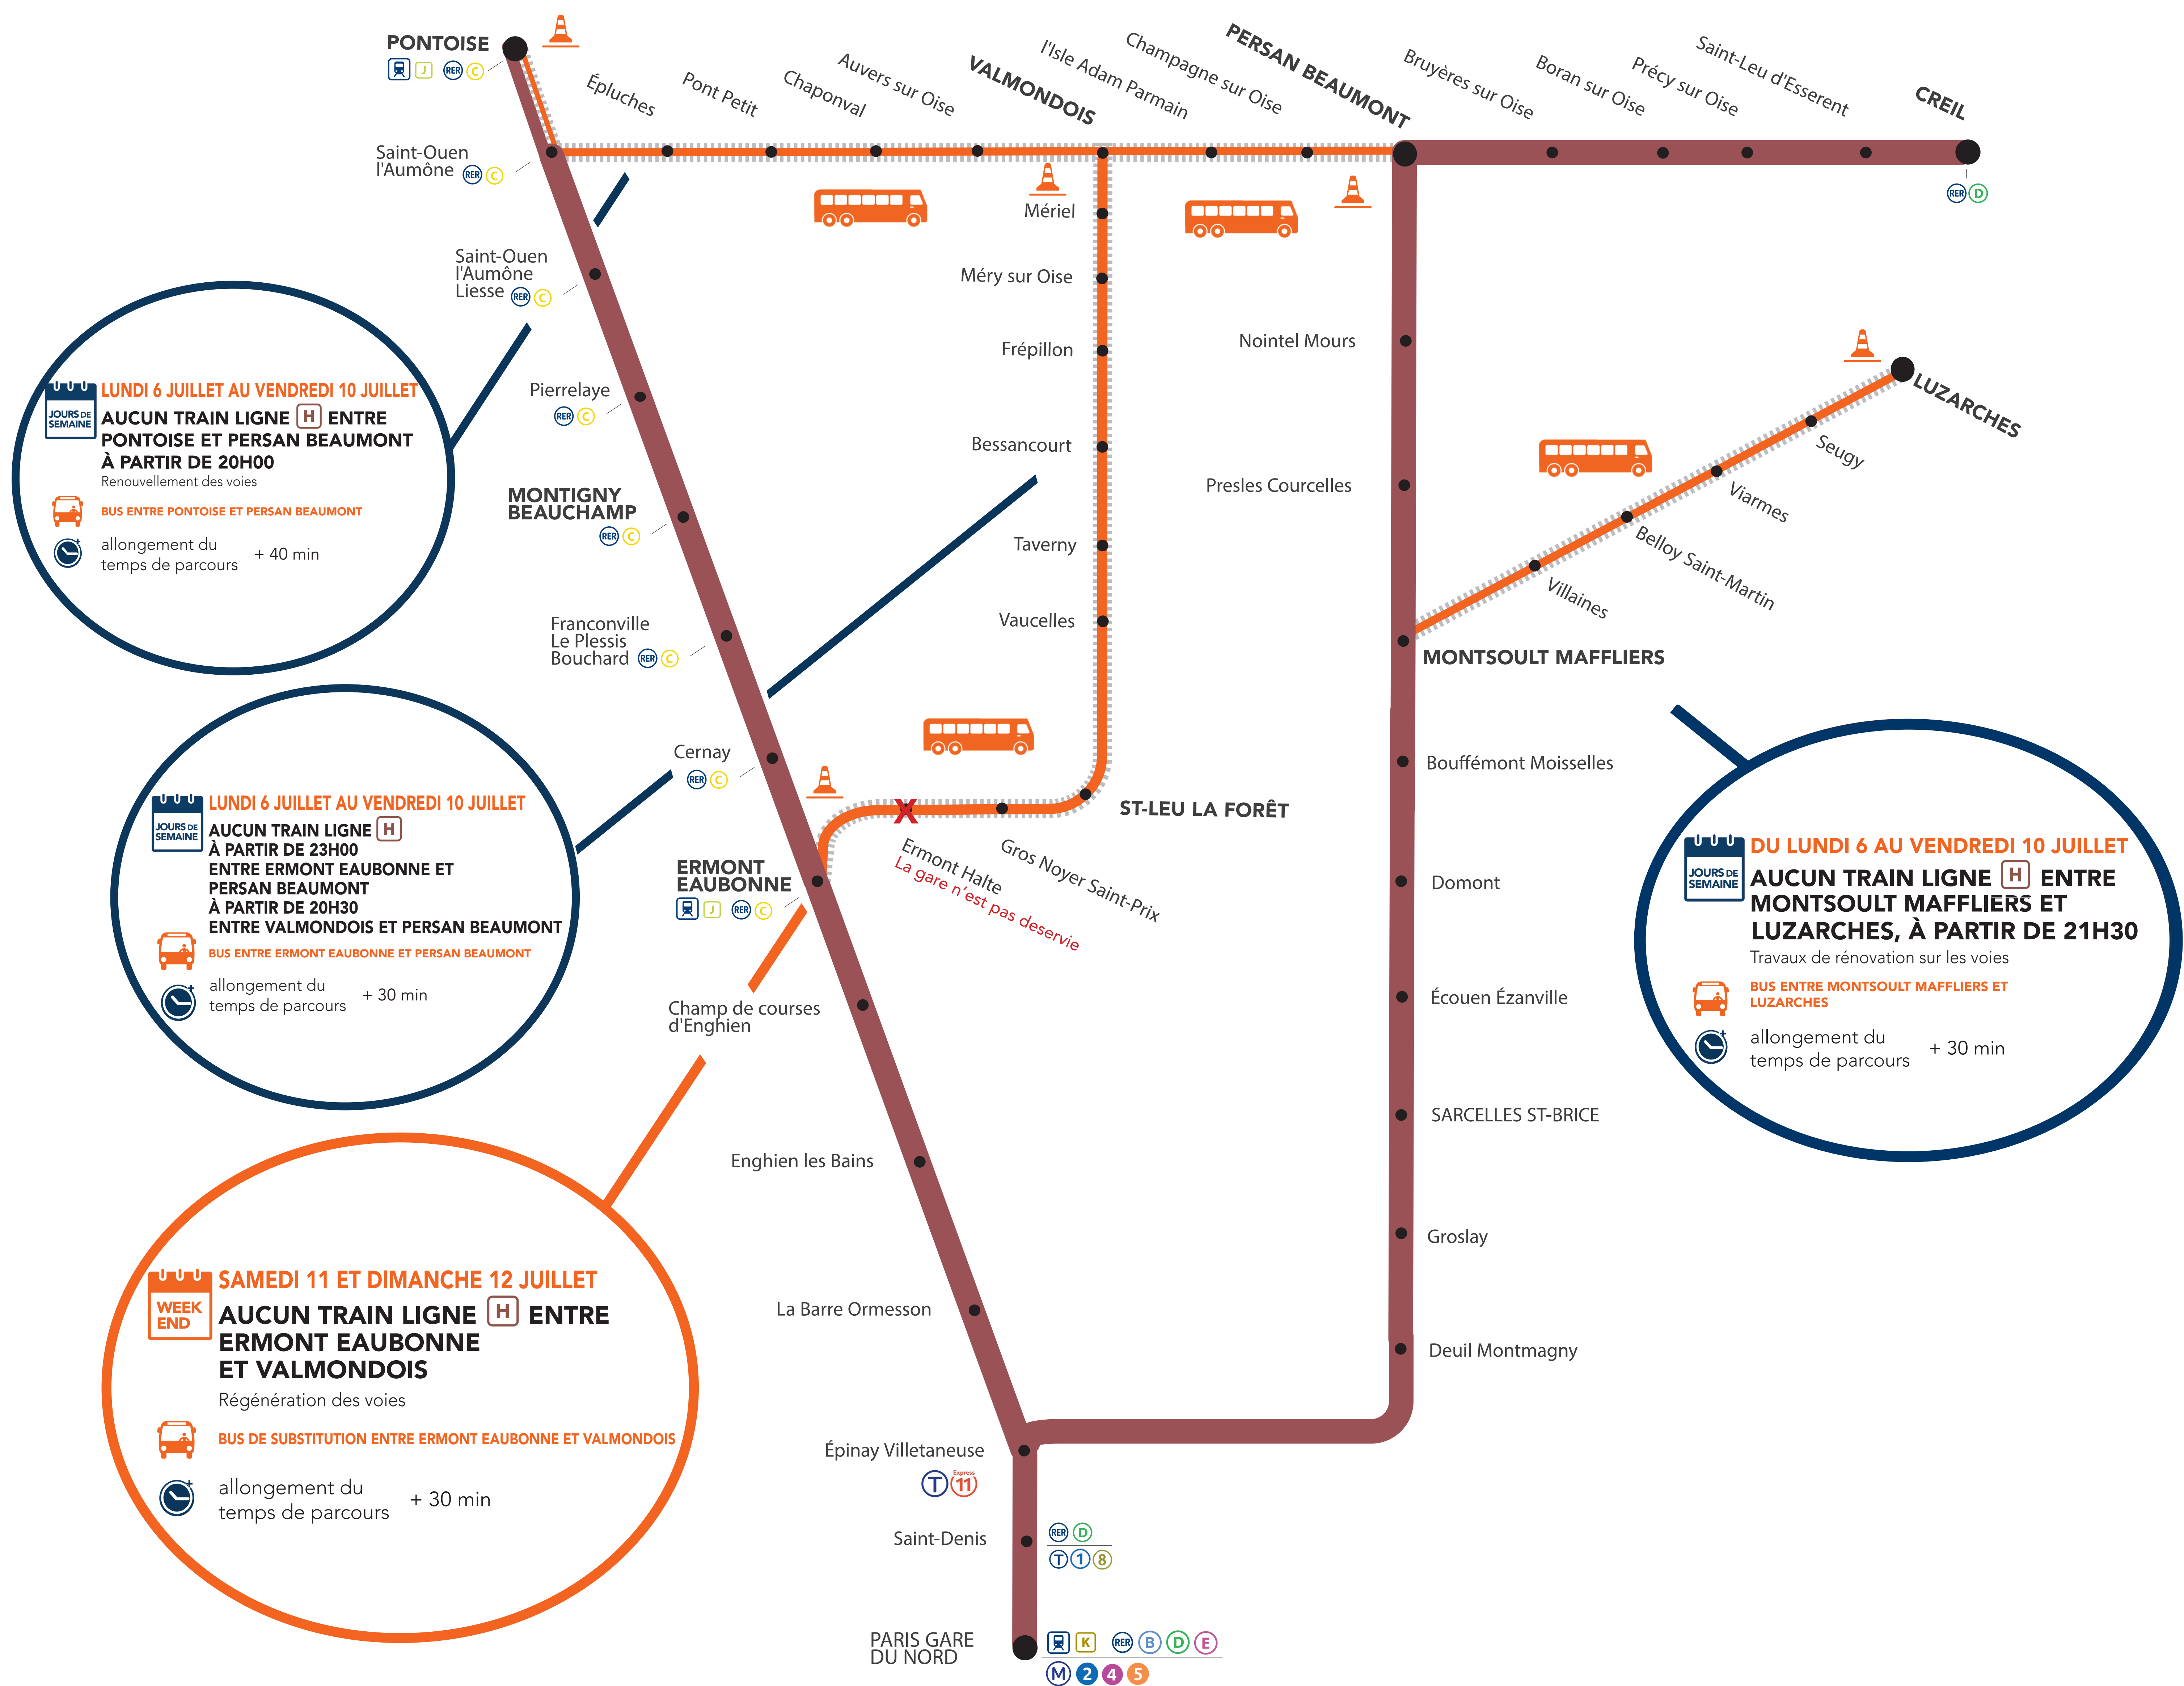 PONTOISE
J RER C
Saint-Ouen
l'Aumône RER C
Saint-Ouen
l'Aumône
Liesse RER C
Pierrelaye
RER C
MONTIGNY
BEAUCHAMP
RER C
Franconville
Le Plessis
Bouchard RER C
Cernay
RER C
ERMONT
EAUBONNE
J RER C
Champ de courses
d'Enghien
Enghien les Bains
La Barre Ormesson
Épinay Villetaneuse
T Express 11
Saint-Denis
RER D
T 1 8
PARIS GARE
DU NORD
K RER B D E
M 2 4 5
Épluches
Pont Petit
Chaponval
Auvers sur Oise
VALMONDOIS
l'Isle Adam Parmain
Champagne sur Oise
PERSAN BEAUMONT
Bruyères sur Oise
Boran sur Oise
Précy sur Oise
Saint-Leu d'Esserent
CREIL
RER D
Mériel
Méry sur Oise
Frépillon
Bessancourt
Taverny
Vaucelles
ST-LEU LA FORÊT
Gros Noyer Saint-Prix
X
Ermont Halte
La gare n'est pas deservie
Nointel Mours
Presles Courcelles
MONTSOULT MAFFLIERS
Bouffémont Moisselles
Domont
Écouen Ézanville
SARCELLES ST-BRICE
Groslay
Deuil Montmagny
LUZARCHES
Seugy
Viarmes
Belloy Saint-Martin
Villaines
JOURS DE
SEMAINE
LUNDI 6 JUILLET AU VENDREDI 10 JUILLET
AUCUN TRAIN LIGNE H ENTRE
PONTOISE ET PERSAN BEAUMONT
À PARTIR DE 20H00
Renouvellement des voies
BUS ENTRE PONTOISE ET PERSAN BEAUMONT
allongement du
temps de parcours + 40 min
JOURS DE
SEMAINE
LUNDI 6 JUILLET AU VENDREDI 10 JUILLET
AUCUN TRAIN LIGNE H
À PARTIR DE 23H00
ENTRE ERMONT EAUBONNE ET
PERSAN BEAUMONT
À PARTIR DE 20H30
ENTRE VALMONDOIS ET PERSAN BEAUMONT
BUS ENTRE ERMONT EAUBONNE ET PERSAN BEAUMONT
allongement du
temps de parcours + 30 min
WEEK
END
SAMEDI 11 ET DIMANCHE 12 JUILLET
AUCUN TRAIN LIGNE H ENTRE
ERMONT EAUBONNE
ET VALMONDOIS
Régénération des voies
BUS DE SUBSTITUTION ENTRE ERMONT EAUBONNE ET VALMONDOIS
allongement du
temps de parcours + 30 min
JOURS DE
SEMAINE
DU LUNDI 6 AU VENDREDI 10 JUILLET
AUCUN TRAIN LIGNE H ENTRE
MONTSOULT MAFFLIERS ET
LUZARCHES, À PARTIR DE 21H30
Travaux de rénovation sur les voies
BUS ENTRE MONTSOULT MAFFLIERS ET
LUZARCHES
allongement du
temps de parcours + 30 min